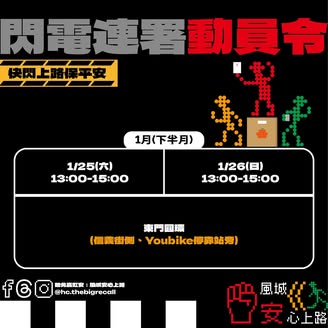 閃電連署動員令
快閃上路保平安
1月(下半月)
1/25(六)
13:00-15:00
1/26(日)
13:00-15:00
東門圓環
(信義街側、Youbike停靠站旁)
@hc.thebigrecall
風城
安
心上路